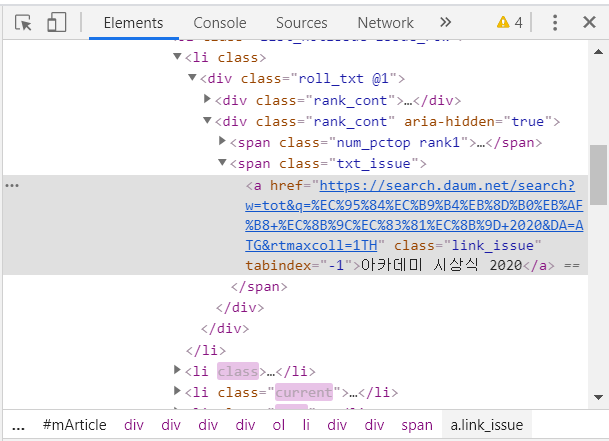 Elements Console Sources Network » 4
<li class>
<div class="roll_txt @1">
<div class="rank_cont">…</div>
<div class="rank_cont" aria-hidden="true">
<span class="num_pctop rank1">…</span>
<span class="txt_issue">
<a href="https://search.daum.net/search?
w=tot&q=%EC%95%84%EC%B9%B4%EB%8D%B0%EB%AF
%B8+%EC%8B%9C%EC%83%81%EC%8B%9D+2020&DA=A
TG&rtmaxcoll=1TH" class="link_issue"
tabindex="-1">아카데미 시상식 2020</a> ==
</span>
</div>
</div>
</li>
<li class>…</li>
<li class="current">…</li>
... #mArticle div div div div ol li div div span a.link_issue